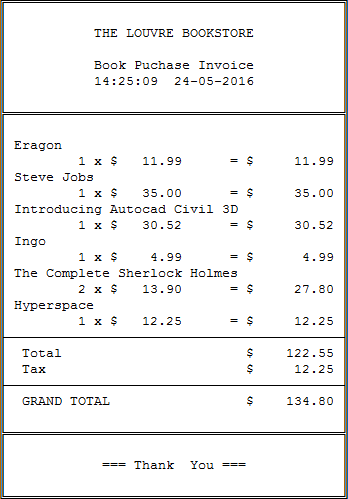 THE LOUVRE BOOKSTORE
Book Puchase Invoice
14:25:09 24-05-2016
Eragon
1 x $ 11.99 = $ 11.99
Steve Jobs
1 x $ 35.00 = $ 35.00
Introducing Autocad Civil 3D
1 x $ 30.52 = $ 30.52
Ingo
1 x $ 4.99 = $ 4.99
The Complete Sherlock Holmes
2 x $ 13.90 = $ 27.80
Hyperspace
1 x $ 12.25 = $ 12.25
Total $ 122.55
Tax $ 12.25
GRAND TOTAL $ 134.80
=== Thank You ===